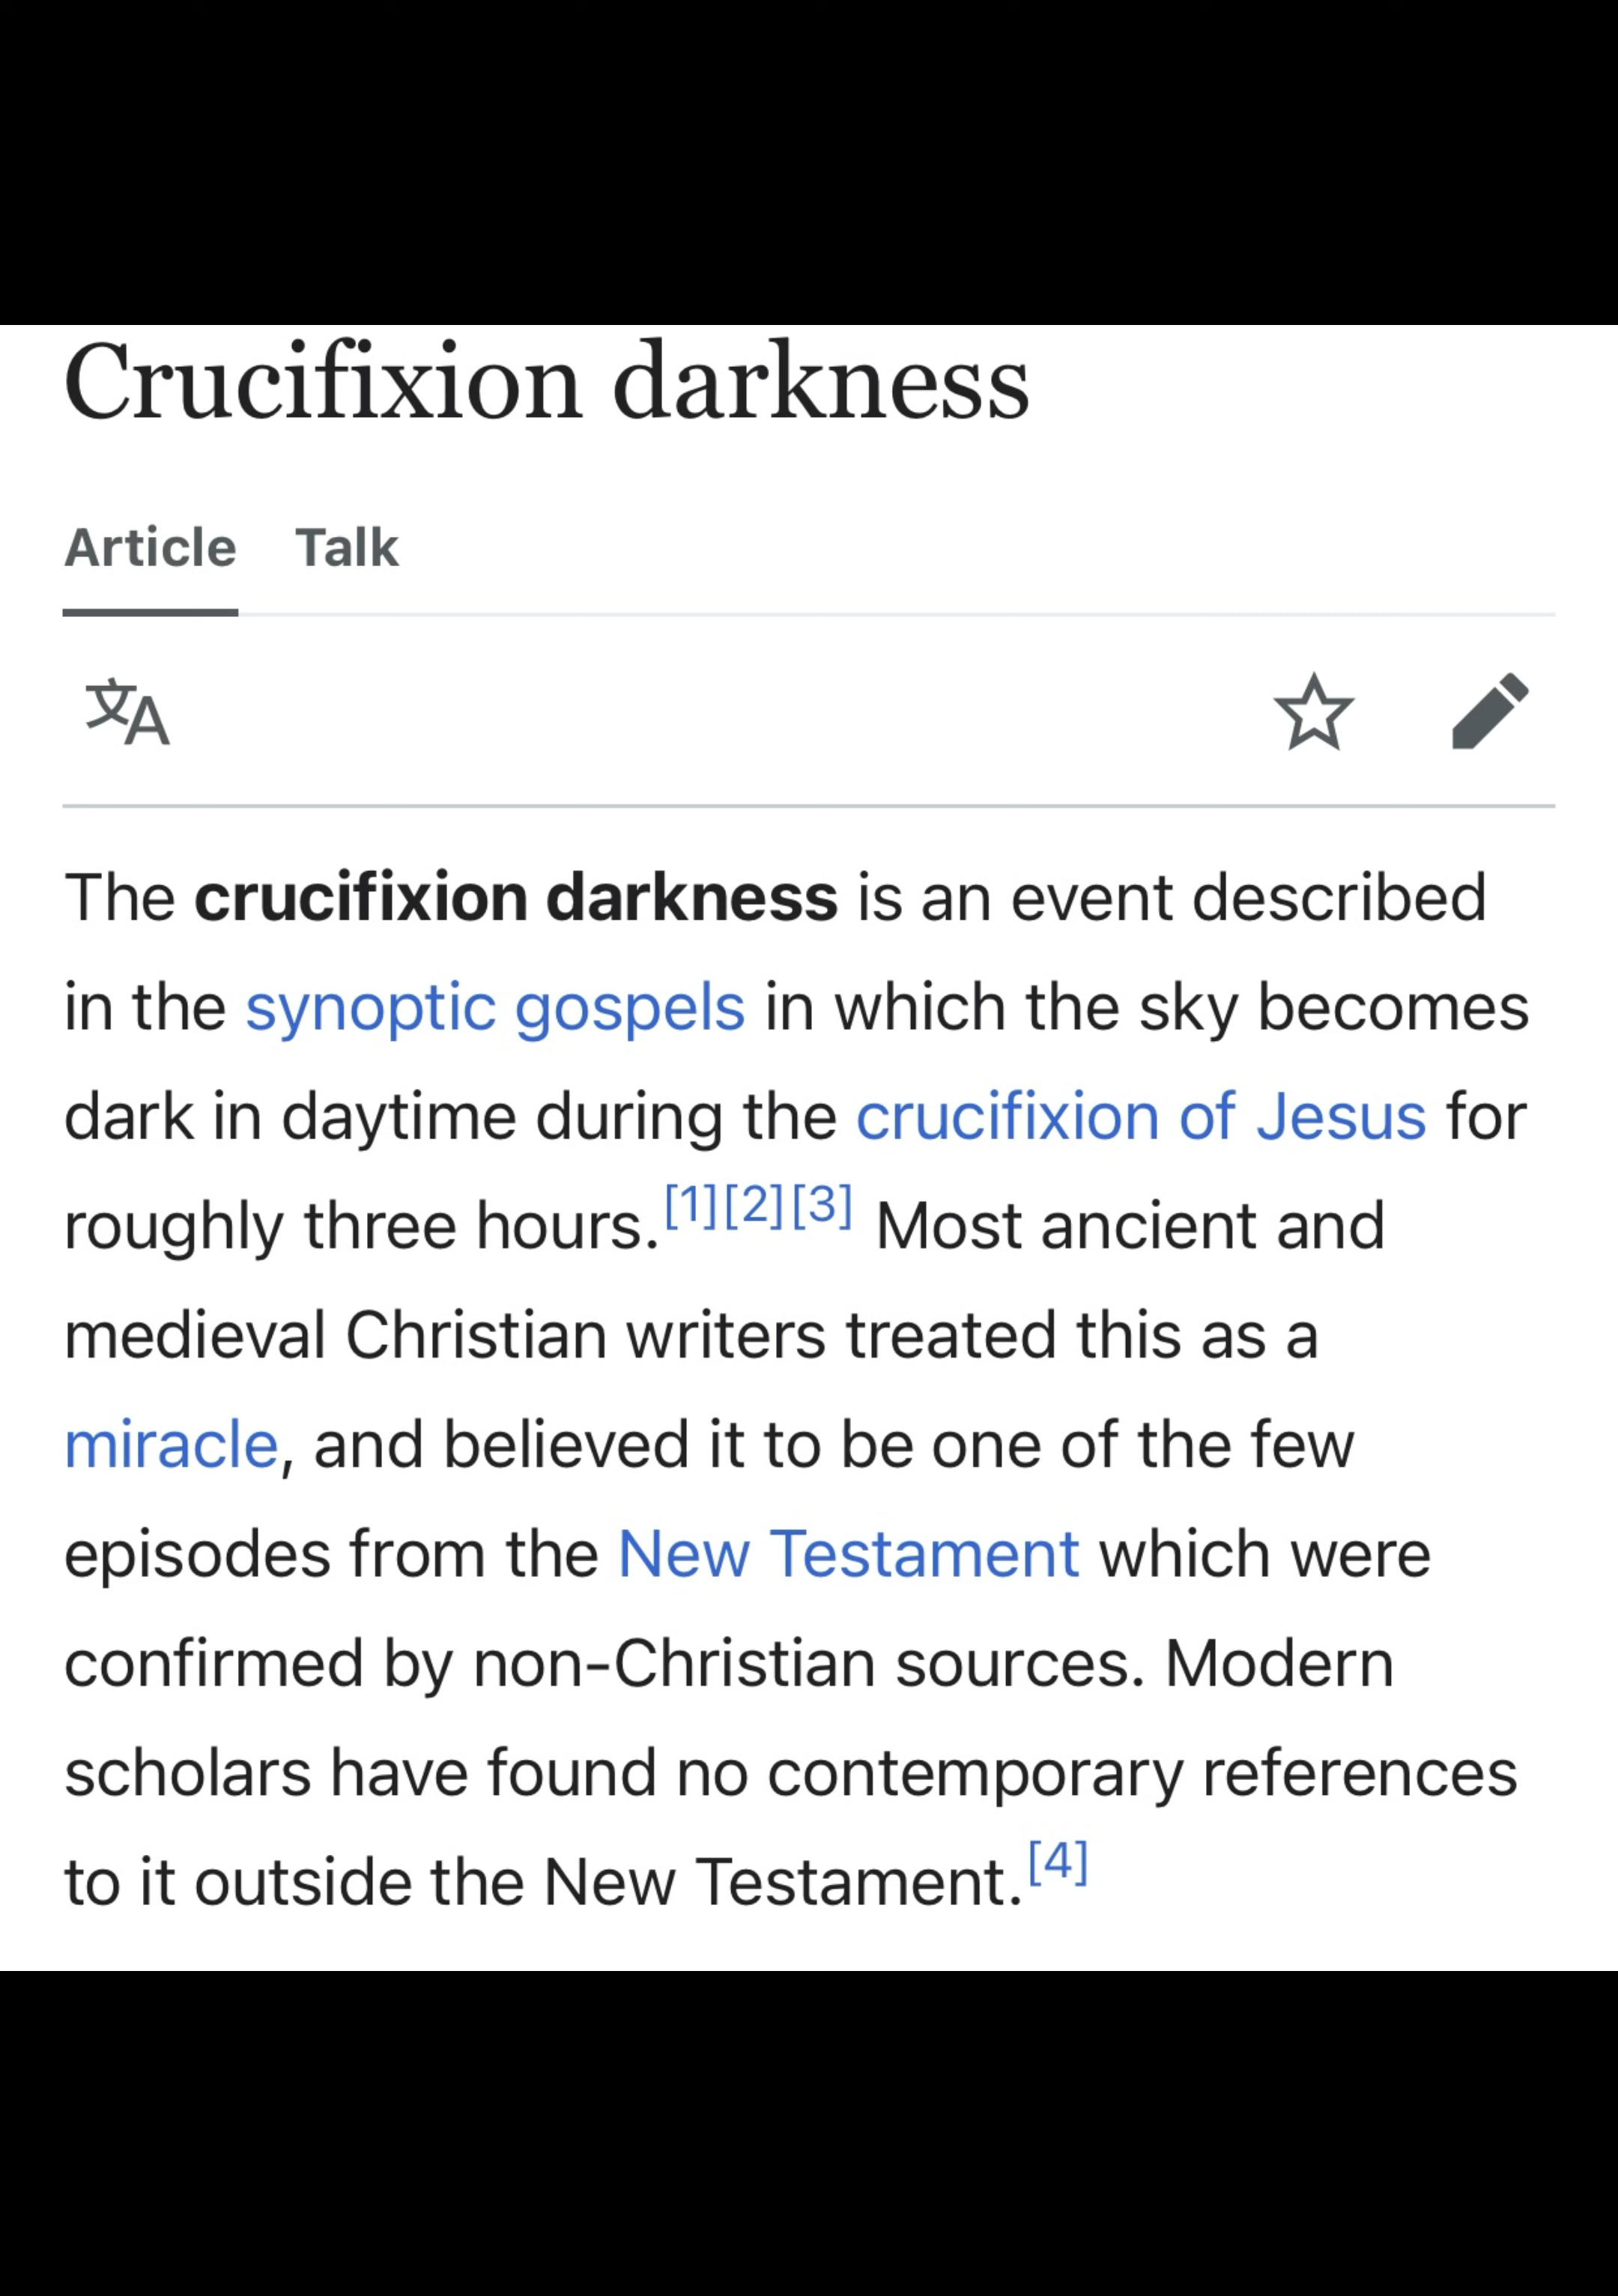 Crucifixion darkness
Article Talk
文A
The crucifixion darkness is an event described
in the synoptic gospels in which the sky becomes
dark in daytime during the crucifixion of Jesus for
roughly three hours.[1][2][3] Most ancient and
medieval Christian writers treated this as a
miracle, and believed it to be one of the few
episodes from the New Testament which were
confirmed by non-Christian sources. Modern
scholars have found no contemporary references
to it outside the New Testament.[4]